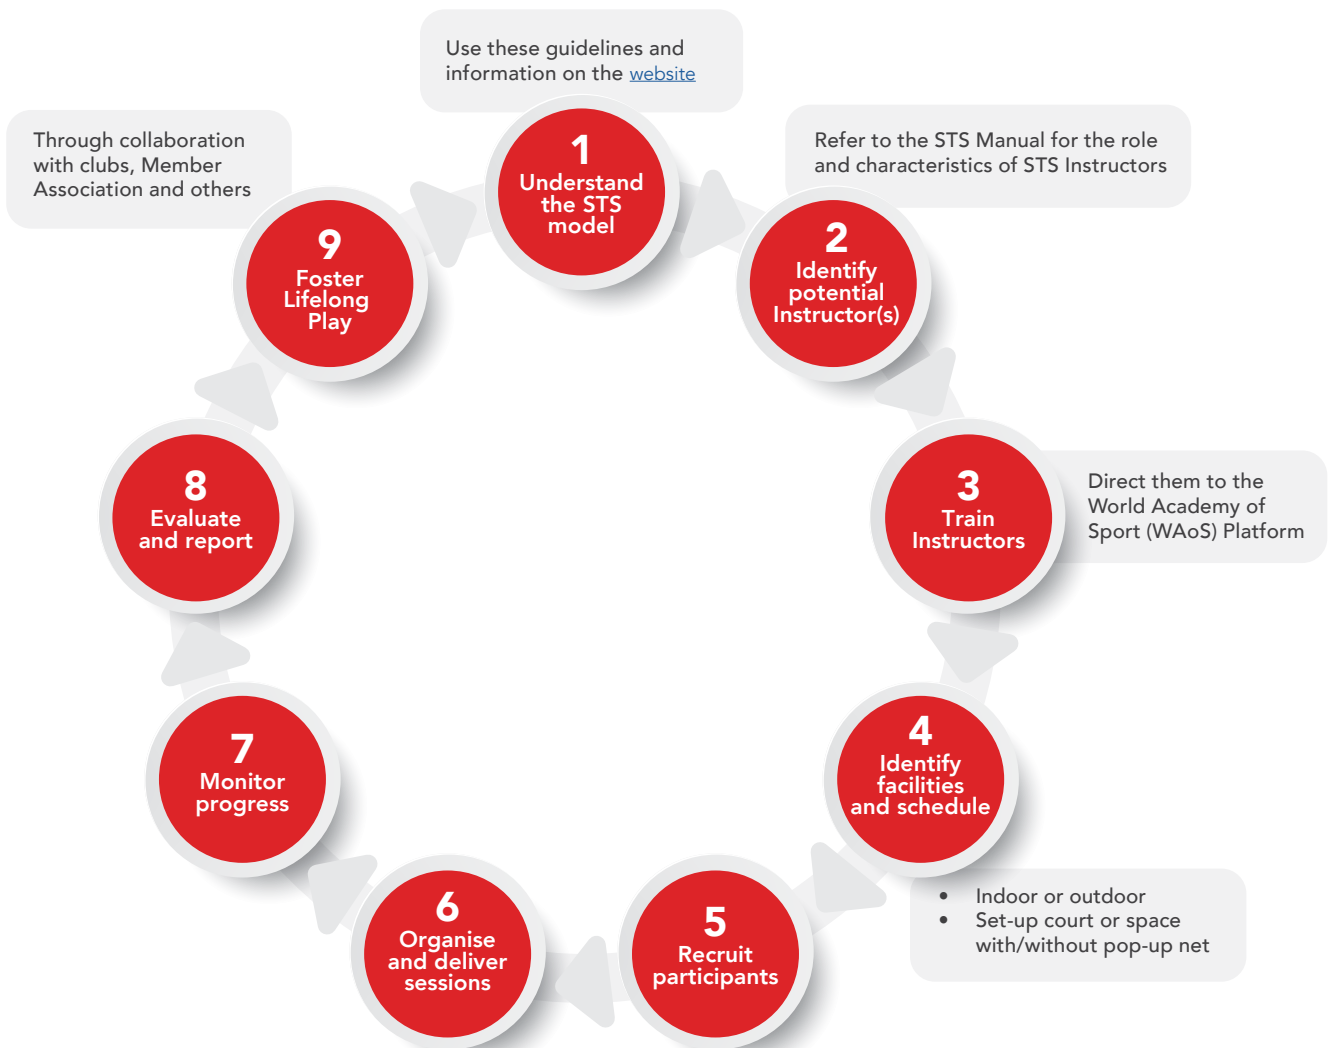 Use these guidelines and
information on the website
1
Understand
the STS
model
Refer to the STS Manual for the role
and characteristics of STS Instructors
2
Identify
potential
Instructor(s)
3
Train
Instructors
Direct them to the
World Academy of
Sport (WAoS) Platform
4
Identify
facilities
and schedule
• Indoor or outdoor
• Set-up court or space
with/without pop-up net
5
Recruit
participants
6
Organise
and deliver
sessions
7
Monitor
progress
8
Evaluate
and report
9
Foster
Lifelong
Play
Through collaboration
with clubs, Member
Association and others